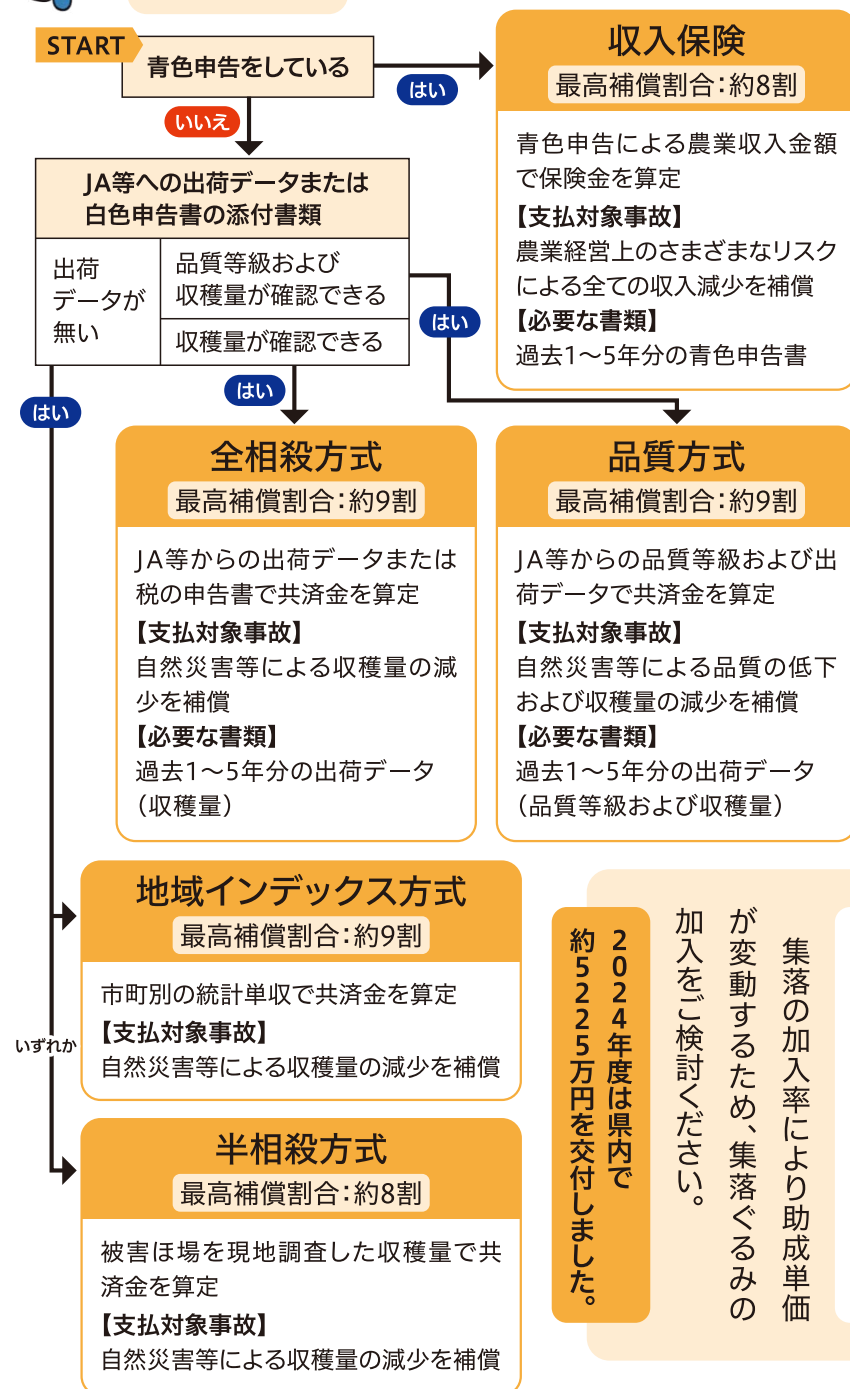 START
青色申告をしている
はい
いいえ
収入保険
最高補償割合：約8割
青色申告による農業収入金額
で保険金を算定
【支払対象事故】
農業経営上のさまざまなリスク
による全ての収入減少を補償
【必要な書類】
過去1～5年分の青色申告書
JA等への出荷データまたは
白色申告書の添付書類
出荷
データが
無い
品質等級および
収穫量が確認できる
収穫量が確認できる
はい
はい
はい
全相殺方式
最高補償割合：約9割
JA等からの出荷データまたは
税の申告書で共済金を算定
【支払対象事故】
自然災害等による収穫量の減
少を補償
【必要な書類】
過去1～5年分の出荷データ
（収穫量）
品質方式
最高補償割合：約9割
JA等からの品質等級および出
荷データで共済金を算定
【支払対象事故】
自然災害等による品質の低下
および収穫量の減少を補償
【必要な書類】
過去1～5年分の出荷データ
（品質等級および収穫量）
いずれか
地域インデックス方式
最高補償割合：約9割
市町別の統計単収で共済金を算定
【支払対象事故】
自然災害等による収穫量の減少を補償
半相殺方式
最高補償割合：約8割
被害ほ場を現地調査した収穫量で共
済金を算定
【支払対象事故】
自然災害等による収穫量の減少を補償
集落の加入率により助成単価
が変動するため、集落ぐるみの
加入をご検討ください。
2024年度は県内で
約5225万円を交付しました。